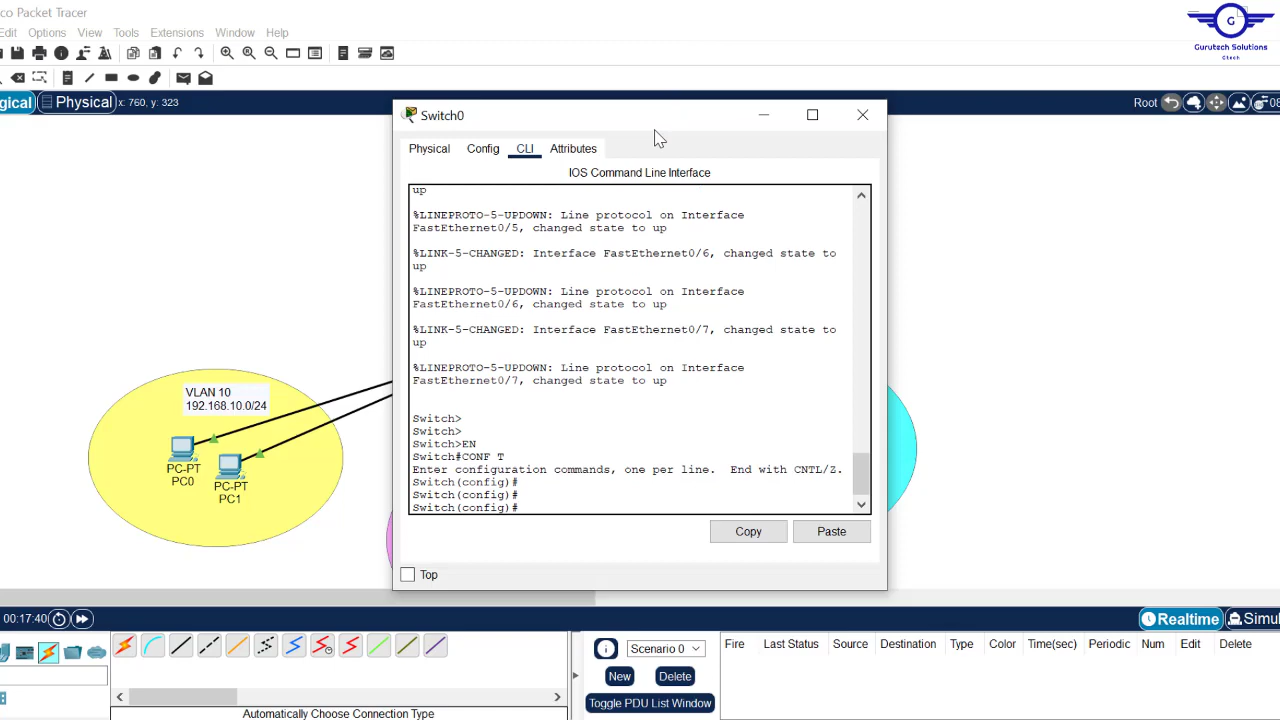 co Packet Tracer
Edit Options View Tools Extensions Window Help
G
Gurutech Solutions
Gtech
gical Physical x: 760, y: 323
Root
08
Switch0
Physical Config CLI Attributes
IOS Command Line Interface
up
%LINEPROTO-5-UPDOWN: Line protocol on Interface
FastEthernet0/5, changed state to up
%LINK-5-CHANGED: Interface FastEthernet0/6, changed state to
up
%LINEPROTO-5-UPDOWN: Line protocol on Interface
FastEthernet0/6, changed state to up
%LINK-5-CHANGED: Interface FastEthernet0/7, changed state to
up
%LINEPROTO-5-UPDOWN: Line protocol on Interface
FastEthernet0/7, changed state to up
Switch>
Switch>
Switch>EN
Switch#CONF T
Enter configuration commands, one per line. End with CNTL/Z.
Switch(config)#
Switch(config)#
Switch(config)#
Copy Paste
Top
VLAN 10
192.168.10.0/24
PC-PT
PC0
PC-PT
PC1
00:17:40
Realtime
Simul
Scenario 0
New Delete
Toggle PDU List Window
Fire Last Status Source Destination Type Color Time(sec) Periodic Num Edit Delete
Automatically Choose Connection Type